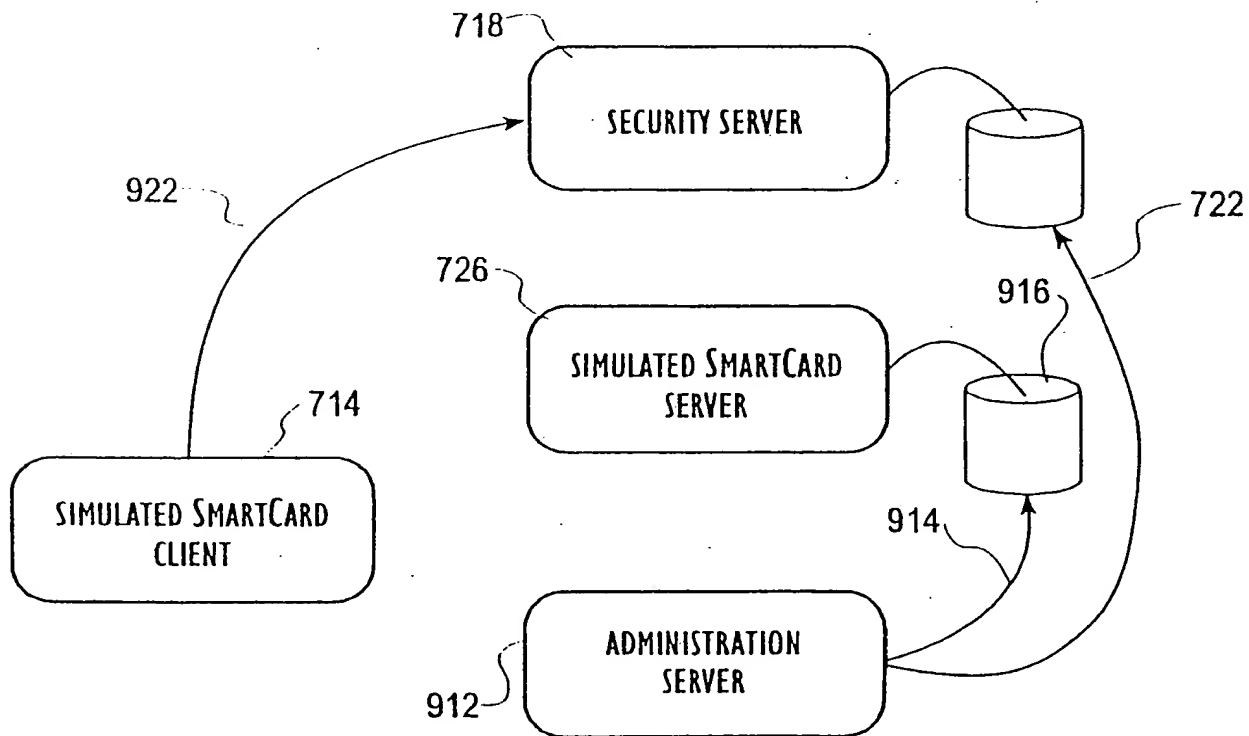 718
SECURITY SERVER
922
722
726
916
SIMULATED SMARTCARD
SERVER
714
SIMULATED SMARTCARD
CLIENT
914
ADMINISTRATION
SERVER
912